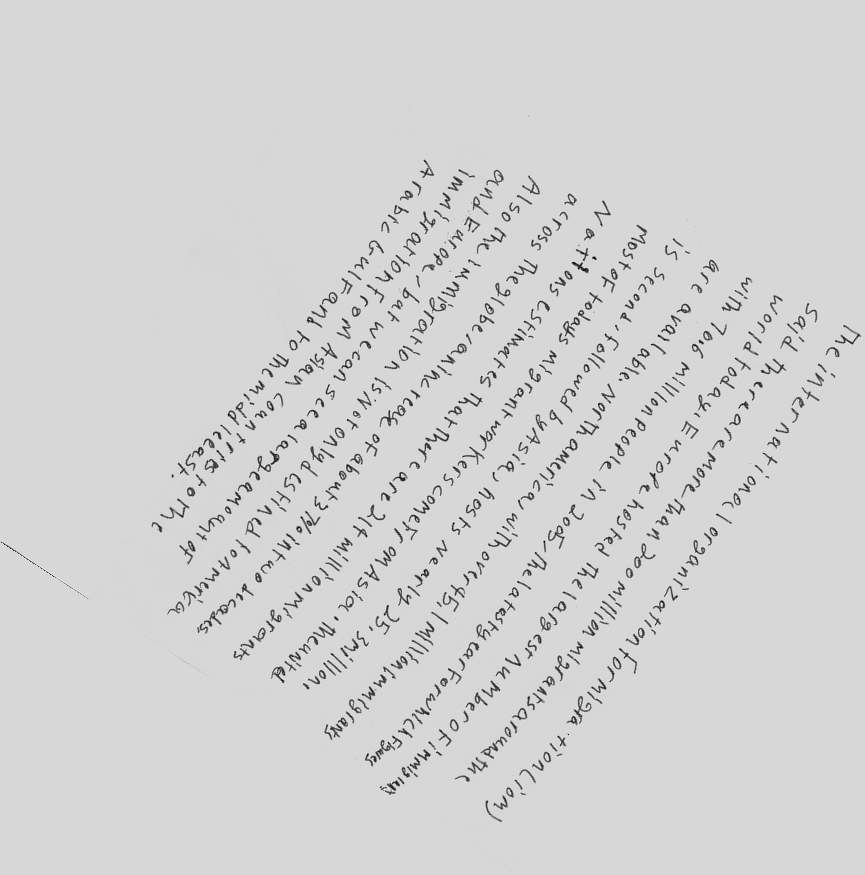 The international organization for migration (iom)
said there are more than 200 million migrants around the
world today. Europe hosted the largest number of immigrants
with 70.6 million people in 2005, the latest year for which figures
are available. North america, with over 45.1 million immigrans
is second, followed by Asia, hosts nearly 25.3 million.
Most of todays migrant workers come from Asia. The united
Nations estimates that there are 214 million migrants
across the globe, an increase of about 37% in two decades.
Also the immigration is not only destined to America
and Europe, but we can see a large amount of
immigration from Asian countries to the
Arabic Gulf and to the middle east.